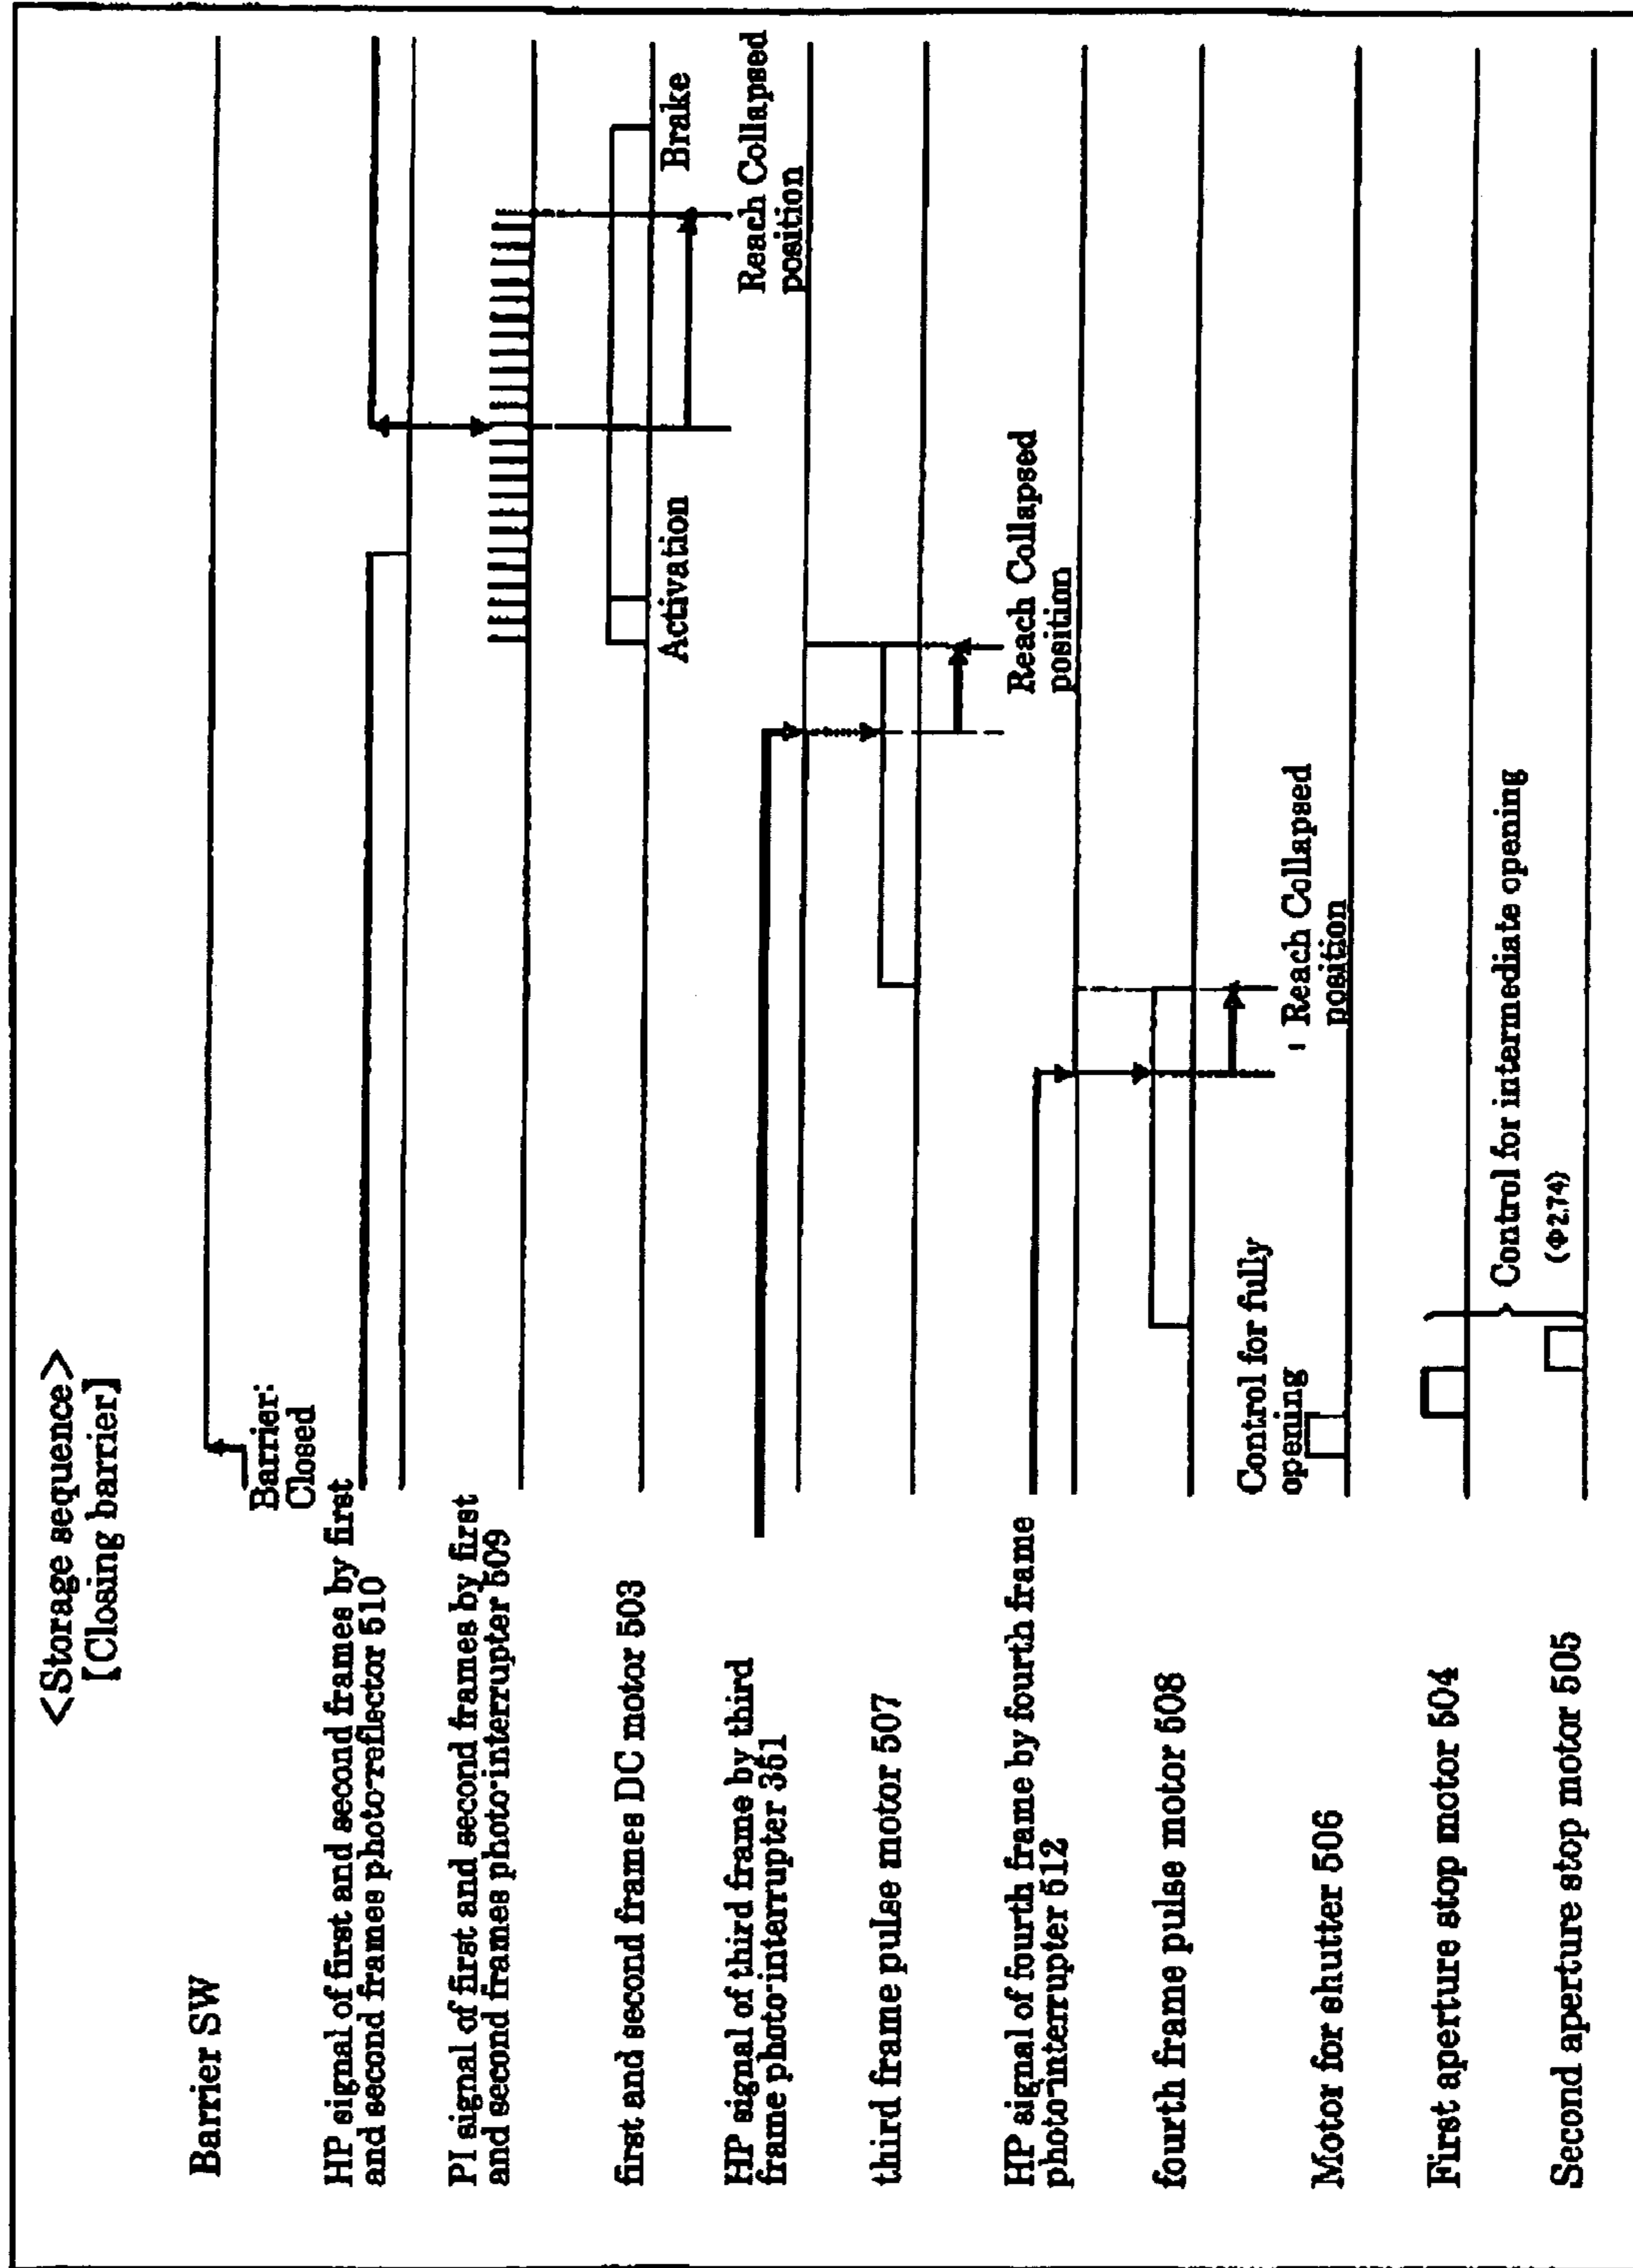 <Storage sequence>
【Closing barrier】
Barrier SW
Barrier:
Closed
HP signal of first and second frames by first
and second frames photo-reflector 510
PI signal of first and second frames by first
and second frames photo-interrupter 509
first and second frames DC motor 503
Activation
Brake
Reach Collapsed
position
HP signal of third frame by third
frame photo-interrupter 351
third frame pulse motor 507
Reach Collapsed
position
HP signal of fourth frame by fourth frame
photo-interrupter 512
fourth frame pulse motor 508
Reach Collapsed
position
Control for fully
opening
Motor for shutter 506
First aperture stop motor 504
Control for intermediate opening
(Φ2.74)
Second aperture stop motor 505